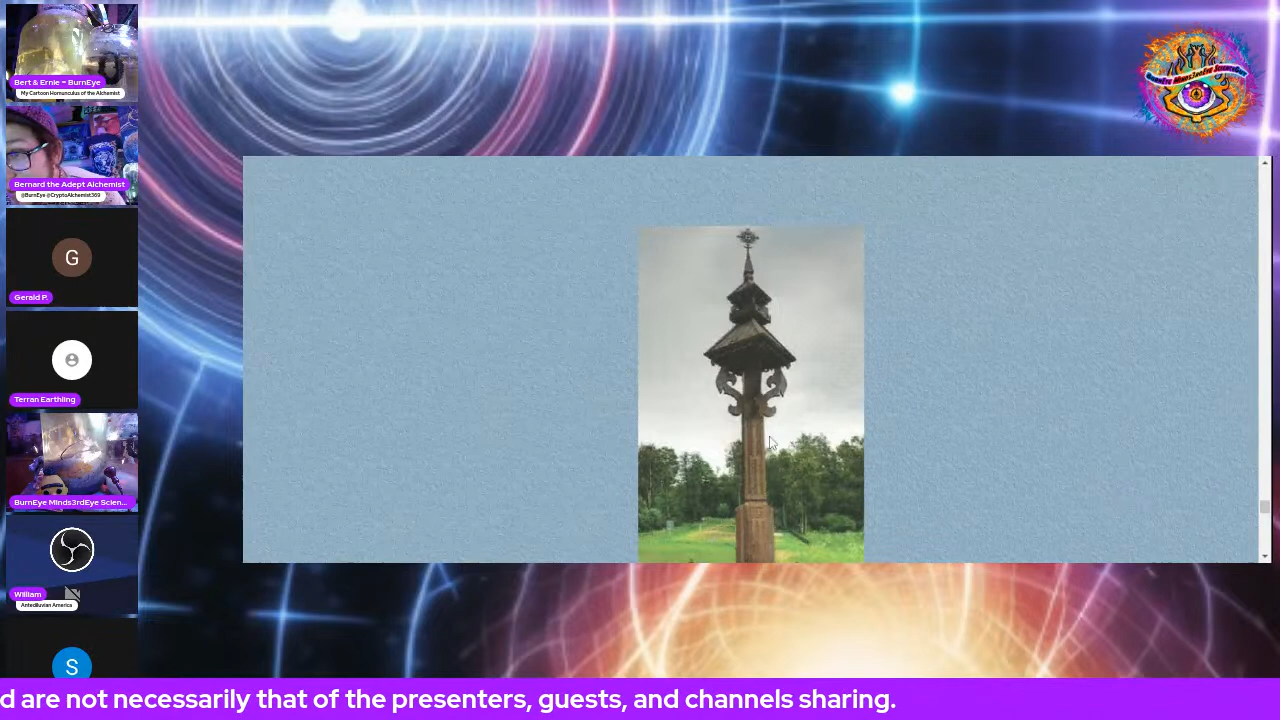 Bert & Ernie = BurnEye
My Cartoon Homunculus of the Alchemist
Bernard the Adept Alchemist
@BurnEye @CryptoAlchemist369
G
Gerald P.
Terran Earthling
BurnEye Minds3rdEye Scien...
William
Antediluvian America
S
d are not necessarily that of the presenters, guests, and channels sharing.